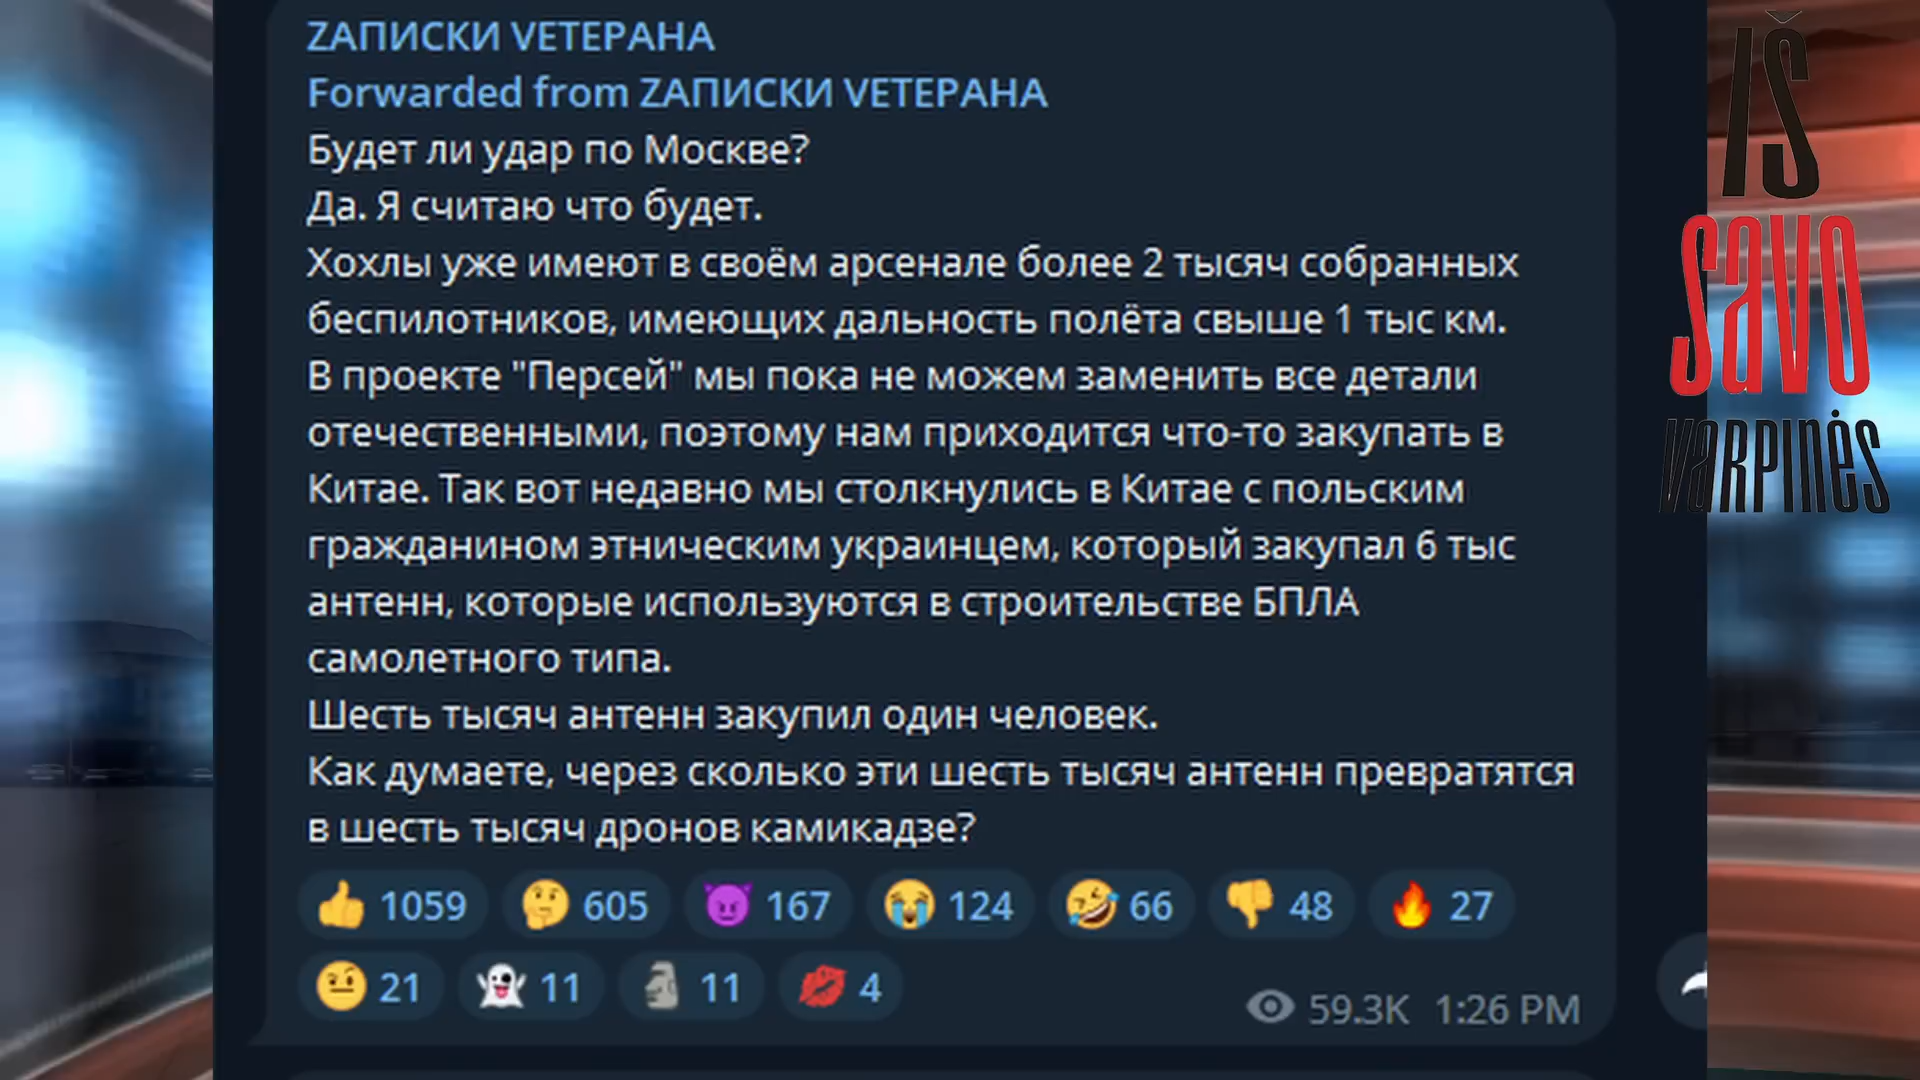 ZАПИСКИ VЕТЕРАНА
Forwarded from ZАПИСКИ VЕТЕРАНА
Будет ли удар по Москве?
Да. Я считаю что будет.
Хохлы уже имеют в своём арсенале более 2 тысяч собранных
беспилотников, имеющих дальность полёта свыше 1 тыс км.
В проекте "Персей" мы пока не можем заменить все детали
отечественными, поэтому нам приходится что-то закупать в
Китае. Так вот недавно мы столкнулись в Китае с польским
гражданином этническим украинцем, который закупал 6 тыс
антенн, которые используются в строительстве БПЛА
самолетного типа.
Шесть тысяч антенн закупил один человек.
Как думаете, через сколько эти шесть тысяч антенн превратятся
в шесть тысяч дронов камикадзе?
1059 605 167 124 66 48 27
21 11 11 4
59.3K 1:26 PM
IŠ
SAVO
VARPINĖS